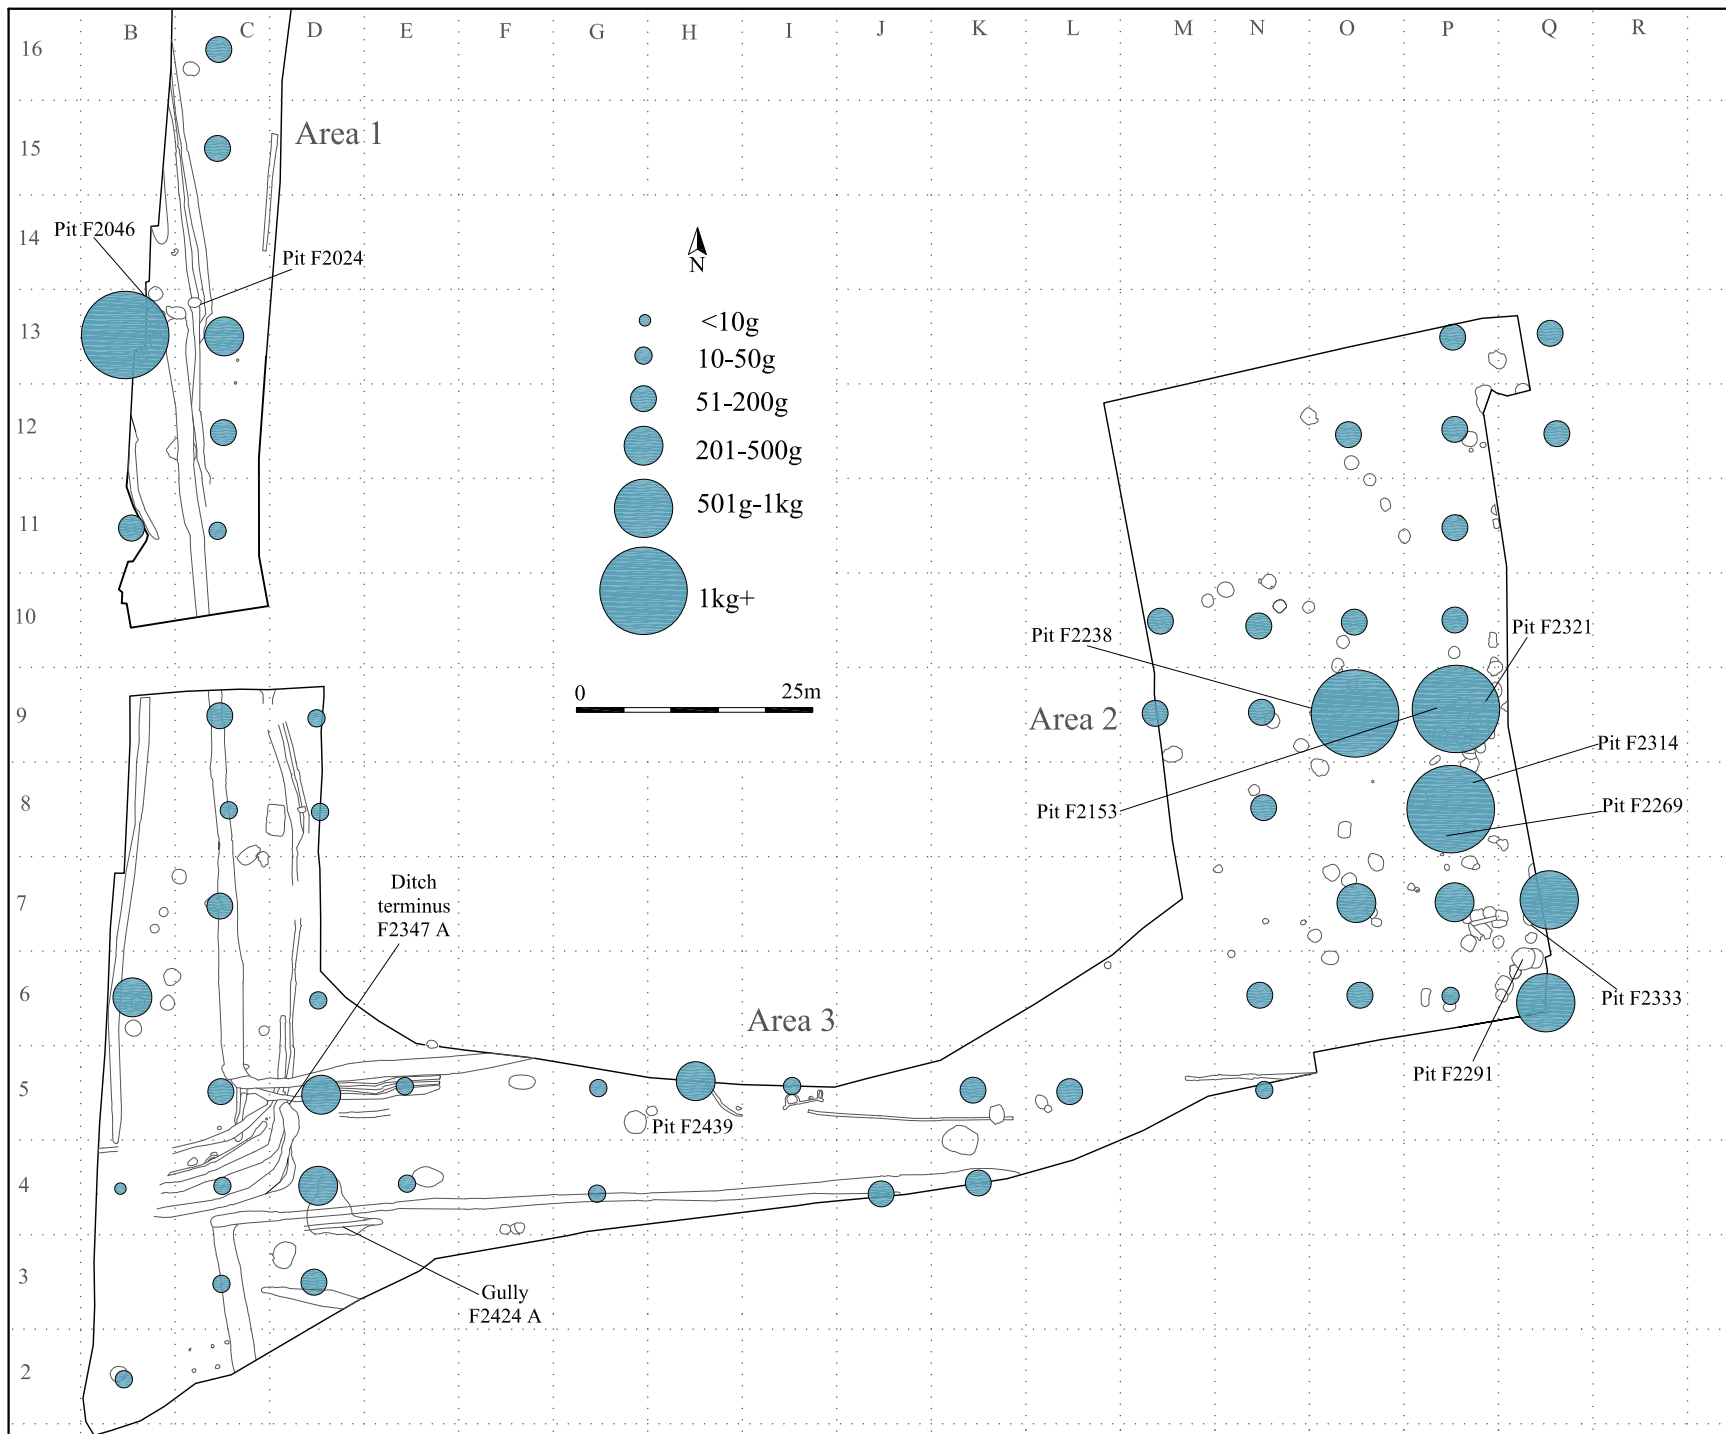 B C D E F G H I J K L M N O P Q R
16
Area 1
15
Pit F2046
14
Pit F2024
13
<10g
10-50g
51-200g
201-500g
501g-1kg
1kg+
N
12
11
10
Pit F2238
Pit F2321
0 25m
9
Area 2
Pit F2314
8
Pit F2153
Pit F2269
Ditch
terminus
F2347 A
7
6
Area 3
Pit F2333
Pit F2291
5
Pit F2439
4
3
Gully
F2424 A
2